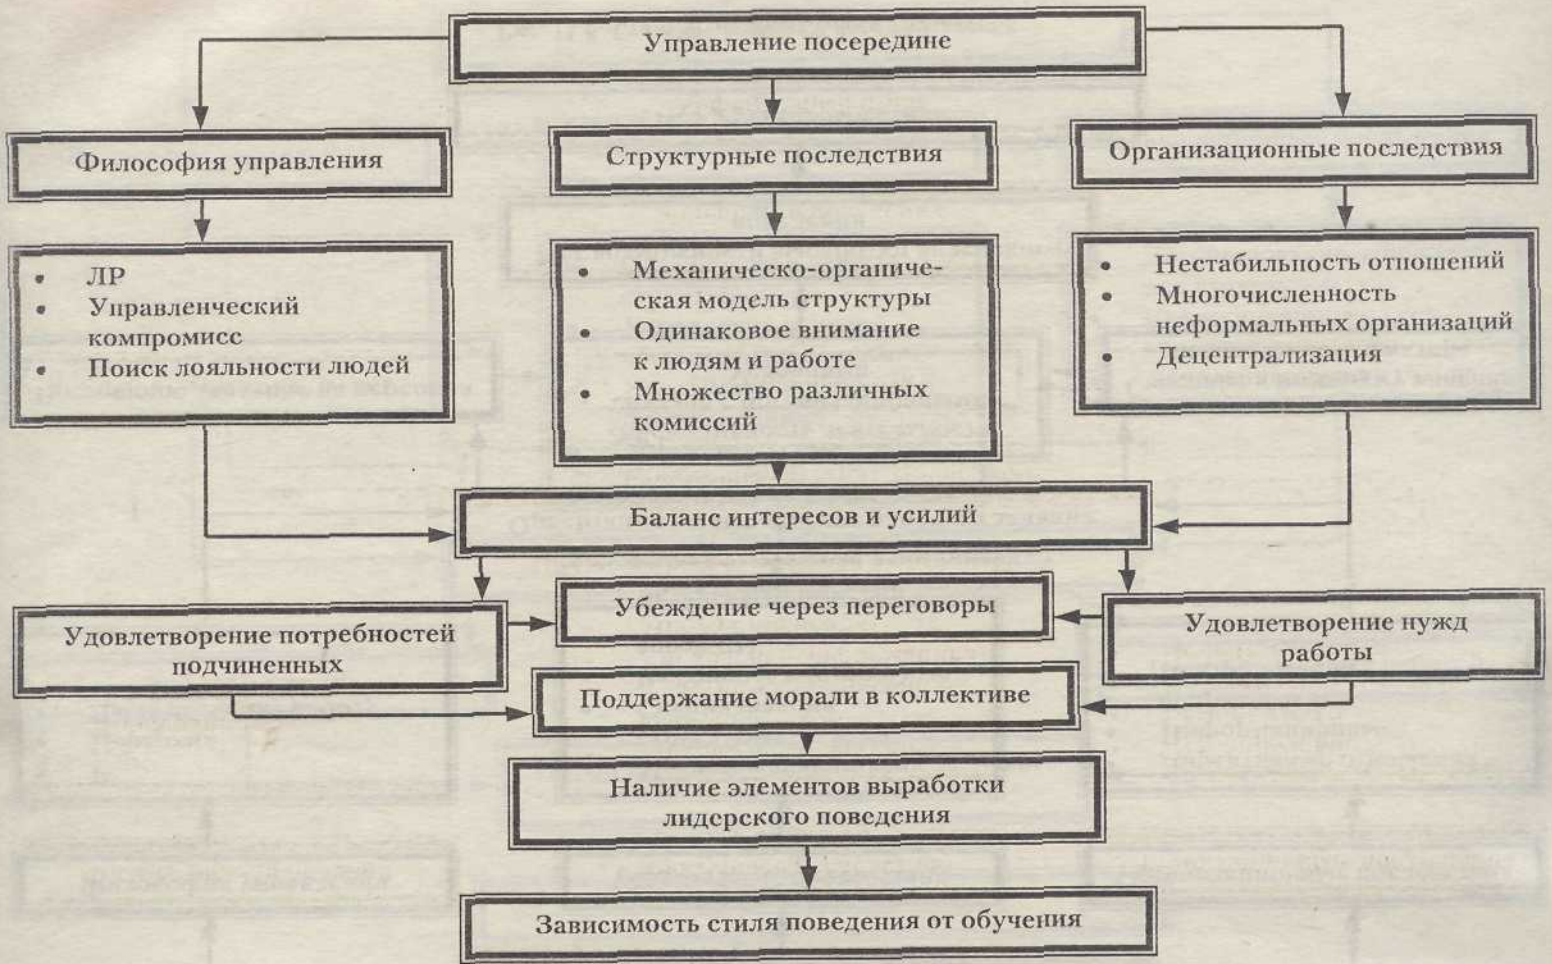 Управление посередине
Философия управления
Структурные последствия
Организационные последствия
• ЛР
• Управленческий
компромисс
• Поиск лояльности людей
• Механическо-органиче-
ская модель структуры
• Одинаковое внимание
к людям и работе
• Множество различных
комиссий
• Нестабильность отношений
• Многочисленность
неформальных организаций
• Децентрализация
Баланс интересов и усилий
Удовлетворение потребностей
подчиненных
Убеждение через переговоры
Удовлетворение нужд
работы
Поддержание морали в коллективе
Наличие элементов выработки
лидерского поведения
Зависимость стиля поведения от обучения